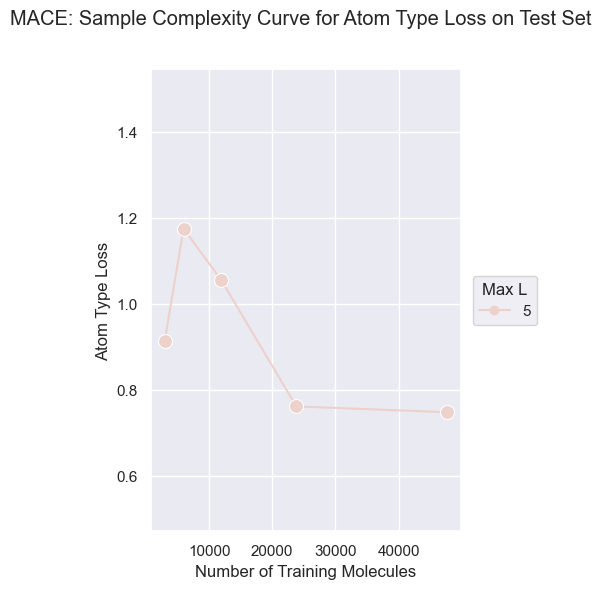 MACE: Sample Complexity Curve for Atom Type Loss on Test Set
1.4
1.2
1.0
0.8
0.6
Atom Type Loss
10000 20000 30000 40000
Number of Training Molecules
Max L
5